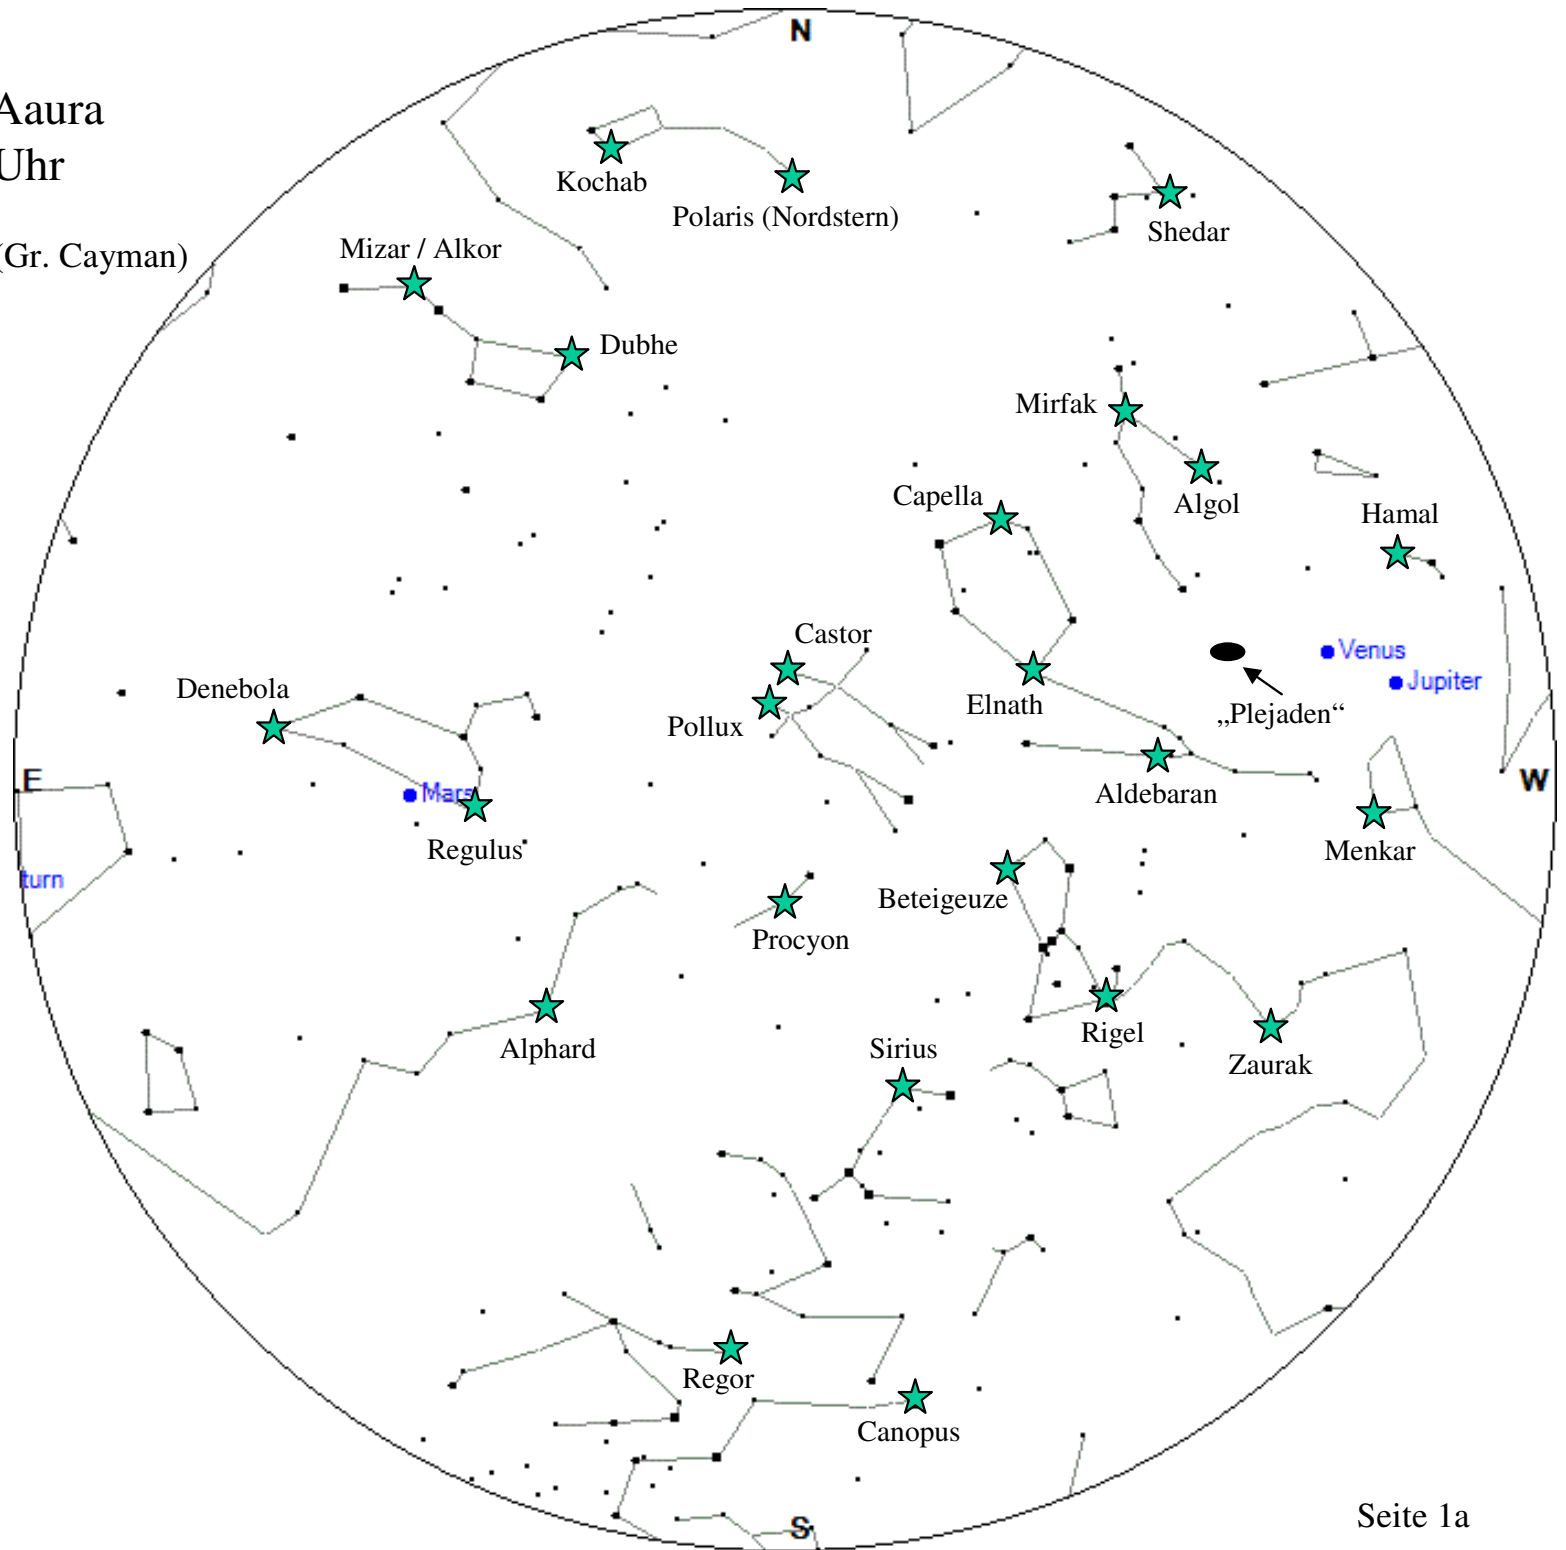 N
Aaura
Uhr
(Gr. Cayman)
Kochab
Polaris (Nordstern)
Shedar
Mizar / Alkor
Dubhe
Mirfak
Capella
Algol
Hamal
Castor
Venus
Jupiter
Denebola
Elnath
„Plejaden“
Pollux
E
Mars
Aldebaran
W
Regulus
Menkar
turn
Beteigeuze
Procyon
Rigel
Alphard
Sirius
Zaurak
Regor
Canopus
Seite 1a
S